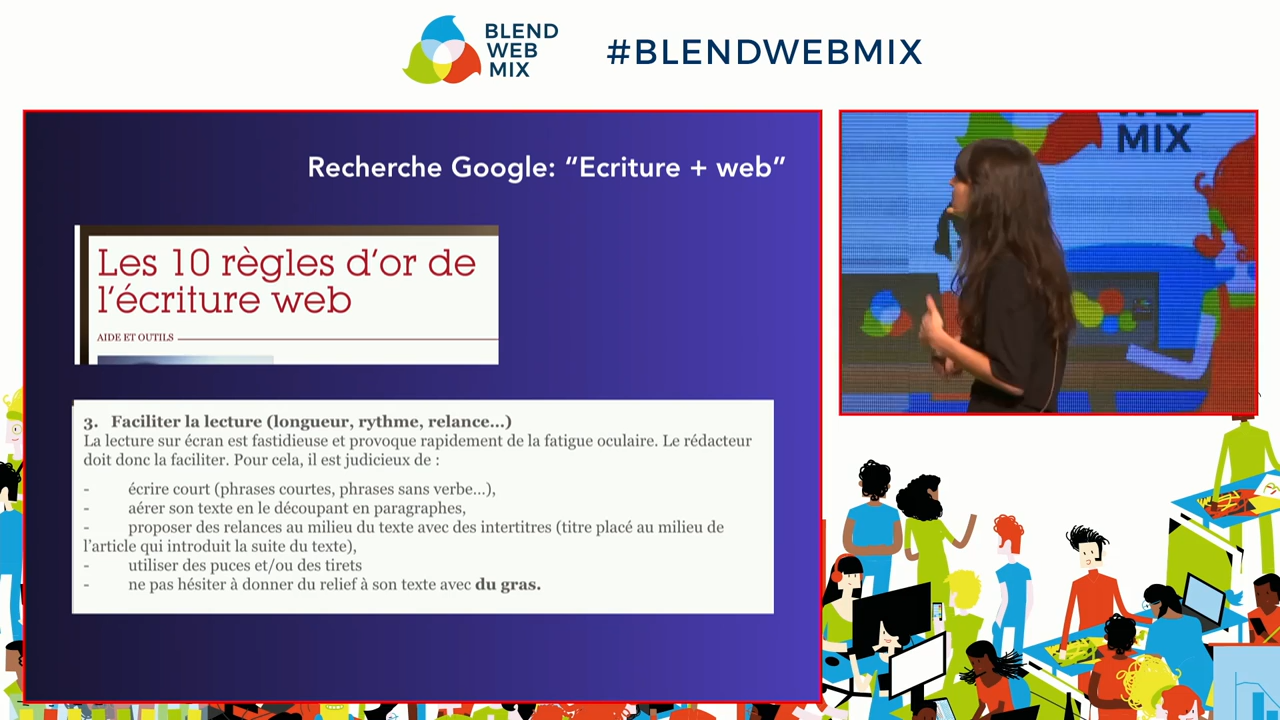 BLEND
WEB
MIX
#BLENDWEBMIX
Recherche Google: “Ecriture + web”
Les 10 règles d’or de
l’écriture web
AIDE ET OUTILS
3. Faciliter la lecture (longueur, rythme, relance...)
La lecture sur écran est fastidieuse et provoque rapidement de la fatigue oculaire. Le rédacteur
doit donc la faciliter. Pour cela, il est judicieux de :
- écrire court (phrases courtes, phrases sans verbe...),
- aérer son texte en le découpant en paragraphes,
- proposer des relances au milieu du texte avec des intertitres (titre placé au milieu de
l’article qui introduit la suite du texte),
- utiliser des puces et/ou des tirets
- ne pas hésiter à donner du relief à son texte avec du gras.
MIX